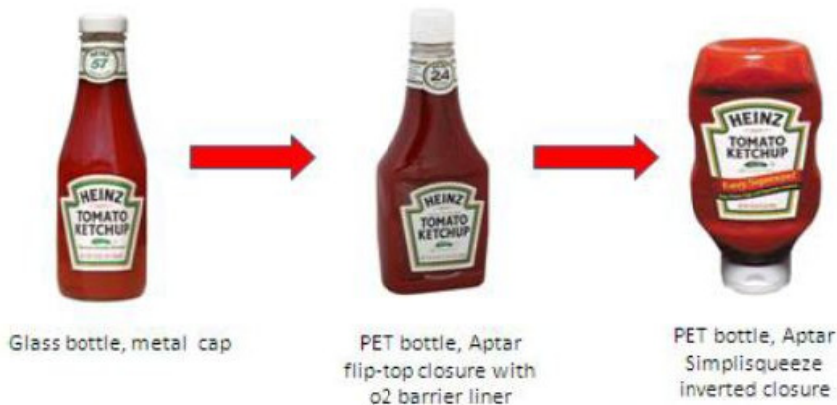 HEINZ
57
HEINZ
TOMATO
KETCHUP
24
HEINZ
TOMATO
KETCHUP
HEINZ
TOMATO
KETCHUP
Glass bottle, metal cap
PET bottle, Aptar
flip-top closure with
o2 barrier liner
PET bottle, Aptar
Simplisqueeze
inverted closure